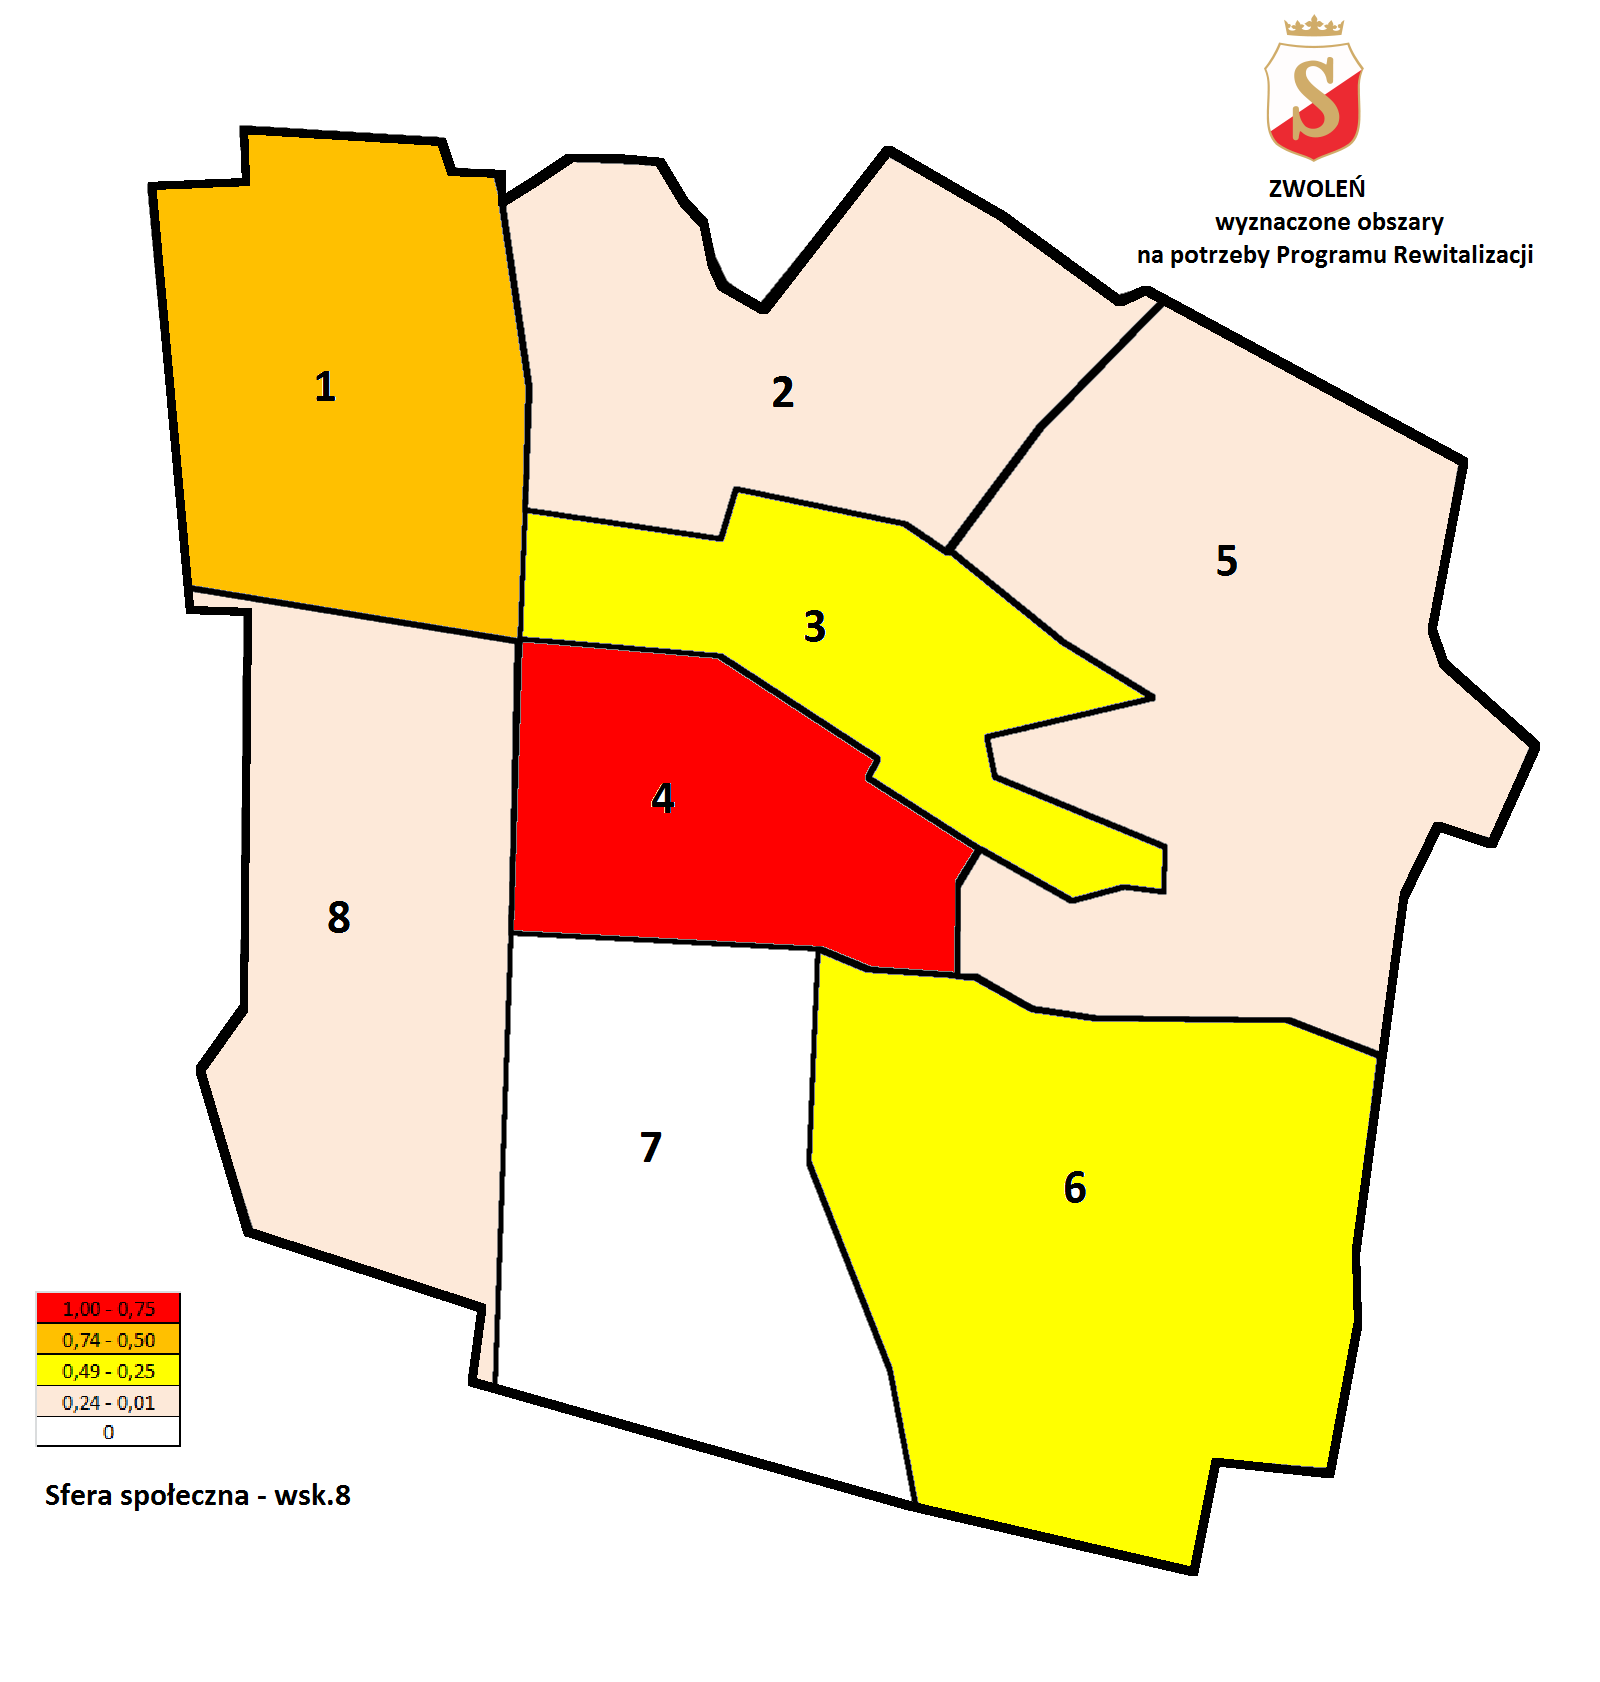 S
ZWOLEŃ
wyznaczone obszary
na potrzeby Programu Rewitalizacji
1
2
5
3
4
8
7
6
1,00 - 0,75
0,74 - 0,50
0,49 - 0,25
0,24 - 0,01
0
Sfera społeczna - wsk.8